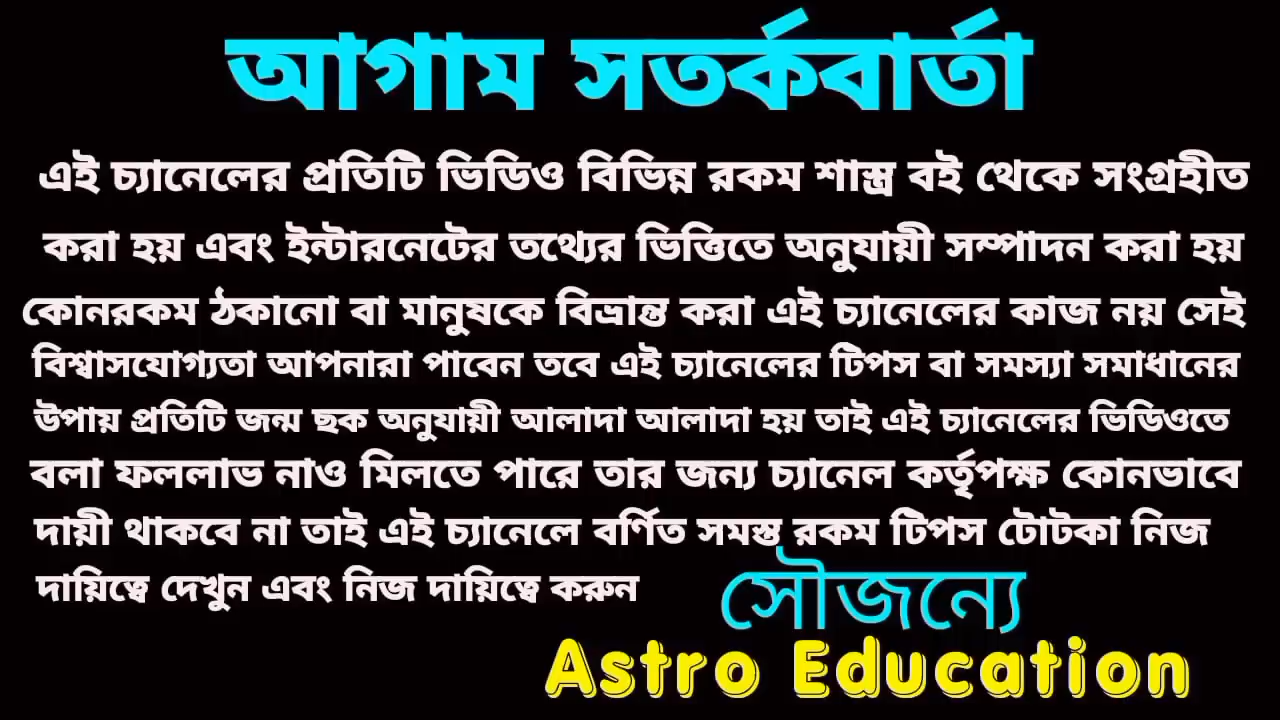 আগাম সতর্কবার্তা
এই চ্যানেলের প্রতিটি ভিডিও বিভিন্ন রকম শাস্ত্র বই থেকে সংগ্রহীত
করা হয় এবং ইন্টারনেটের তথ্যের ভিত্তিতে অনুযায়ী সম্পাদন করা হয়
কোনরকম ঠকানো বা মানুষকে বিভ্রান্ত করা এই চ্যানেলের কাজ নয় সেই
বিশ্বাসযোগ্যতা আপনারা পাবেন তবে এই চ্যানেলের টিপস বা সমস্যা সমাধানের
উপায় প্রতিটি জন্ম ছক অনুযায়ী আলাদা আলাদা হয় তাই এই চ্যানেলের ভিডিওতে
বলা ফললাভ নাও মিলতে পারে তার জন্য চ্যানেল কর্তৃপক্ষ কোনভাবে
দায়ী থাকবে না তাই এই চ্যানেলে বর্ণিত সমস্ত রকম টিপস টোটকা নিজ
দায়িত্বে দেখুন এবং নিজ দায়িত্বে করুন
সৌজন্যে
Astro Education